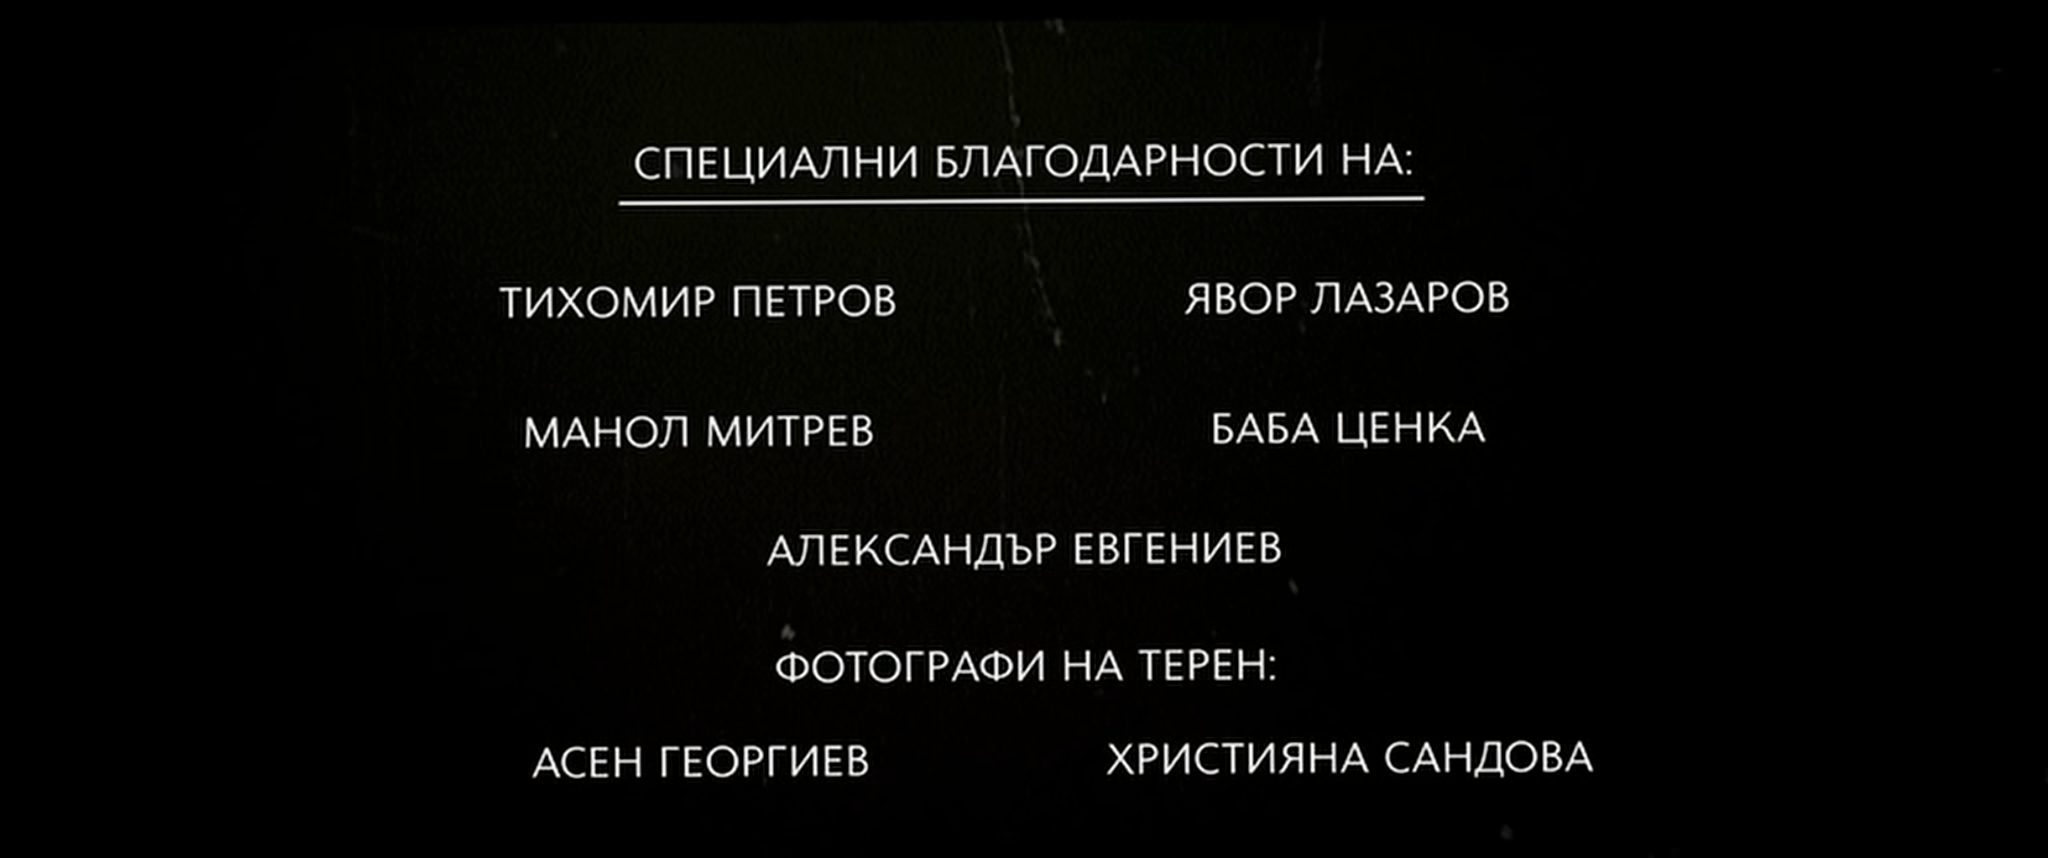 СПЕЦИАЛНИ БЛАГОДАРНОСТИ НА:
ТИХОМИР ПЕТРОВ ЯВОР ЛАЗАРОВ
МАНОЛ МИТРЕВ БАБА ЦЕНКА
АЛЕКСАНДЪР ЕВГЕНИЕВ
ФОТОГРАФИ НА ТЕРЕН:
АСЕН ГЕОРГИЕВ ХРИСТИЯНА САНДОВА